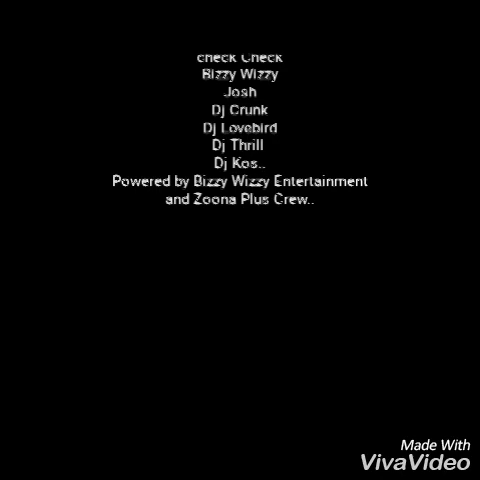 check Check
Bizzy Wizzy
Josh
Dj Crunk
Dj Lovebird
Dj Thrill
Dj Kos..
Powered by Bizzy Wizzy Entertainment
and Zoona Plus Crew..
Made With
VivaVideo